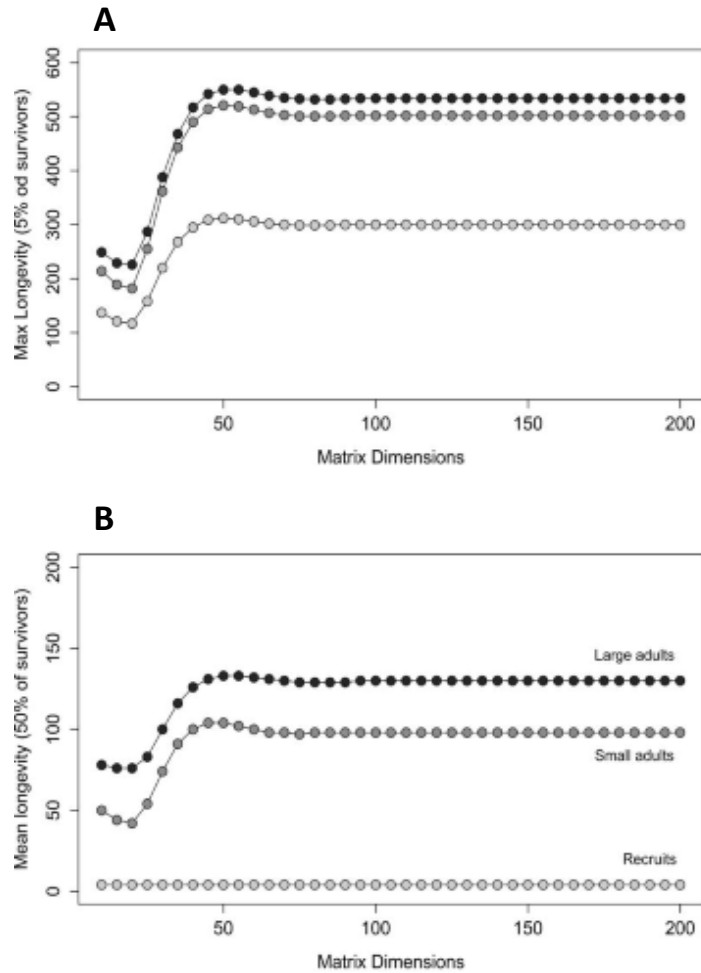 A
Max Longevity (5% od survivors)
600
500
400
300
200
100
0
50
100
150
200
Matrix Dimensions
B
Mean longevity (50% of survivors)
200
150
100
50
0
Large adults
Small adults
Recruits
50
100
150
200
Matrix Dimensions